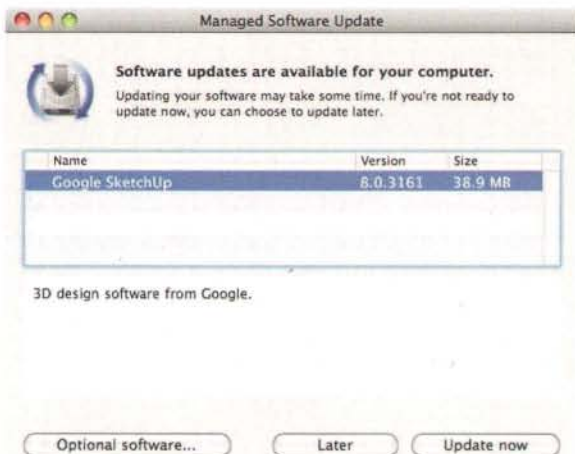 Managed Software Update
Software updates are available for your computer.
Updating your software may take some time. If you're not ready to
update now, you can choose to update later.
Name Version Size
Google SketchUp 8.0.3161 38.9 MB
3D design software from Google.
Optional software... Later Update now